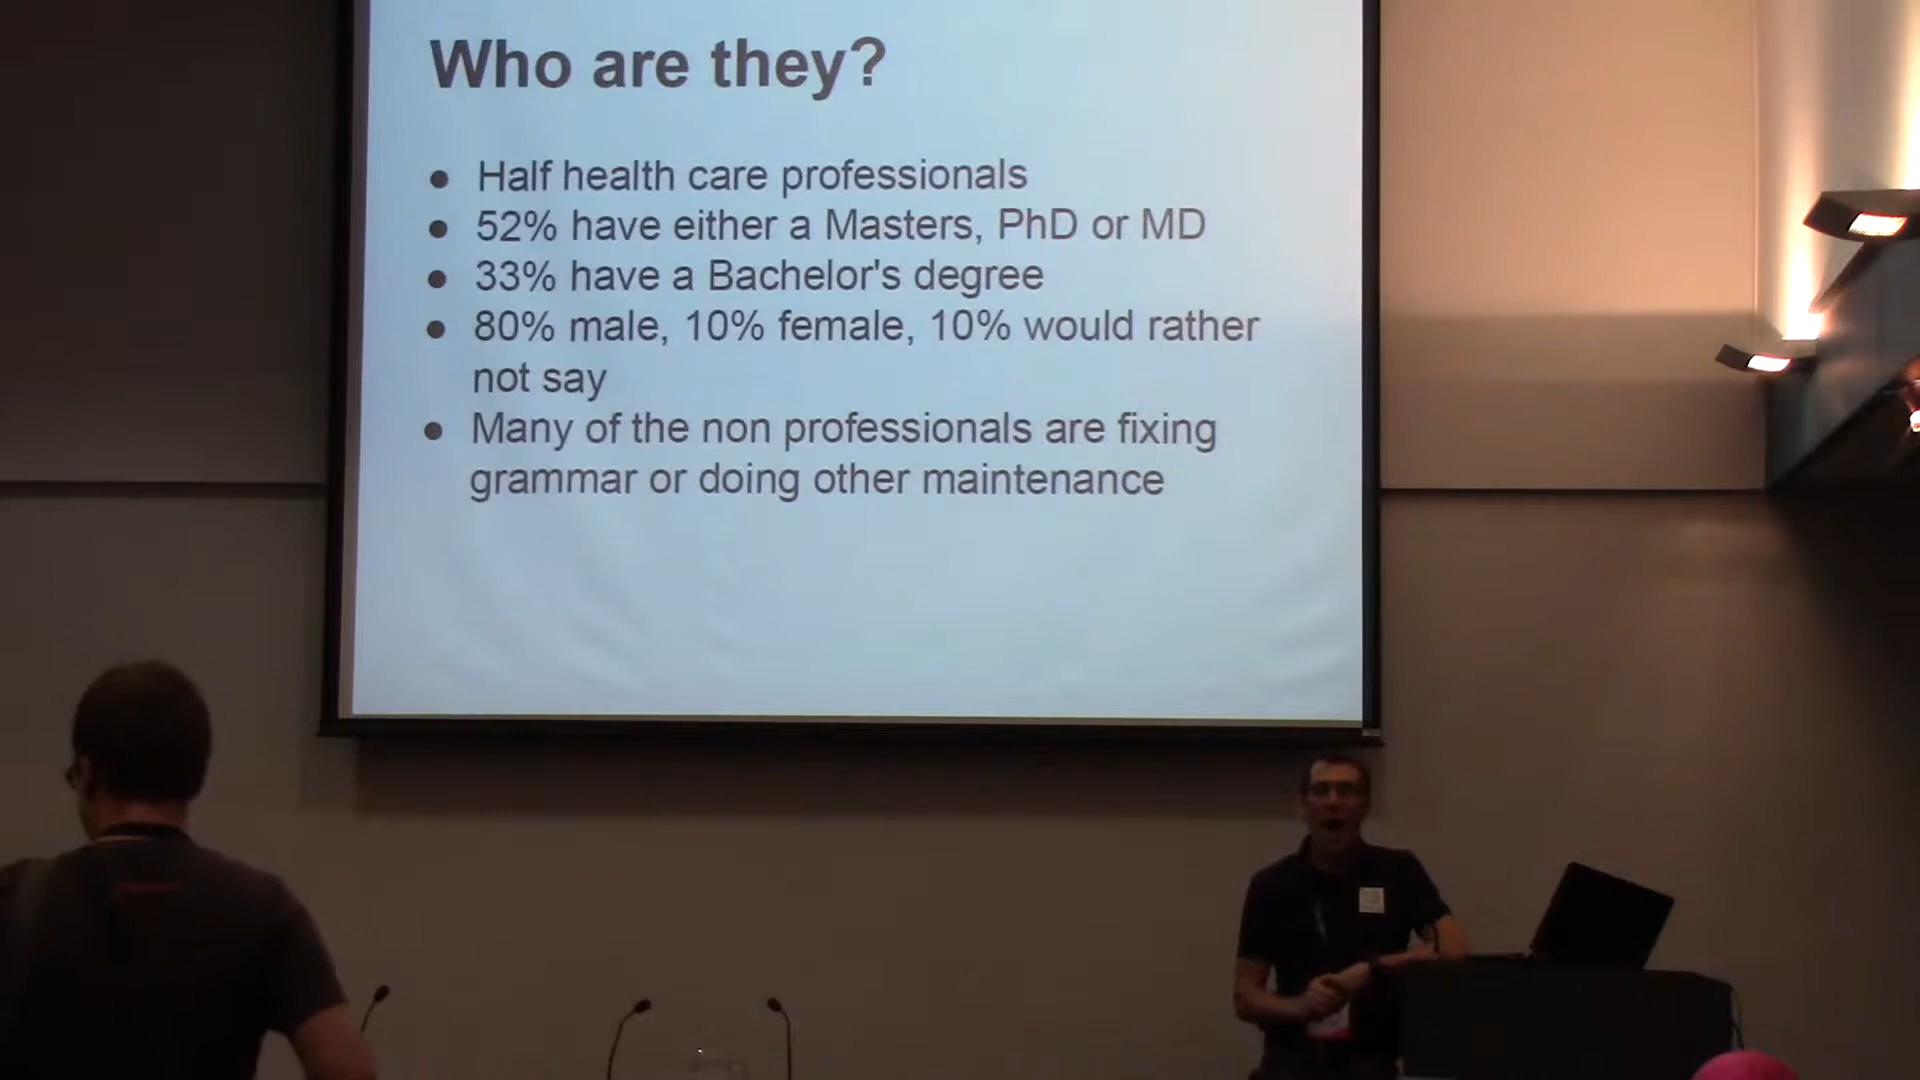 Who are they?
● Half health care professionals
● 52% have either a Masters, PhD or MD
● 33% have a Bachelor's degree
● 80% male, 10% female, 10% would rather
not say
● Many of the non professionals are fixing
grammar or doing other maintenance